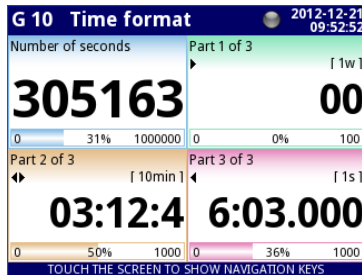 G 10 Time format
2012-12-21
09:52:52
Number of seconds
305163
0 31% 1000000
Part 1 of 3
[ 1w ]
00
0 0% 100
Part 2 of 3
[ 10min ]
03:12:4
0 50% 1000
Part 3 of 3
[ 1s ]
6:03.000
0 36% 1000
TOUCH THE SCREEN TO SHOW NAVIGATION KEYS